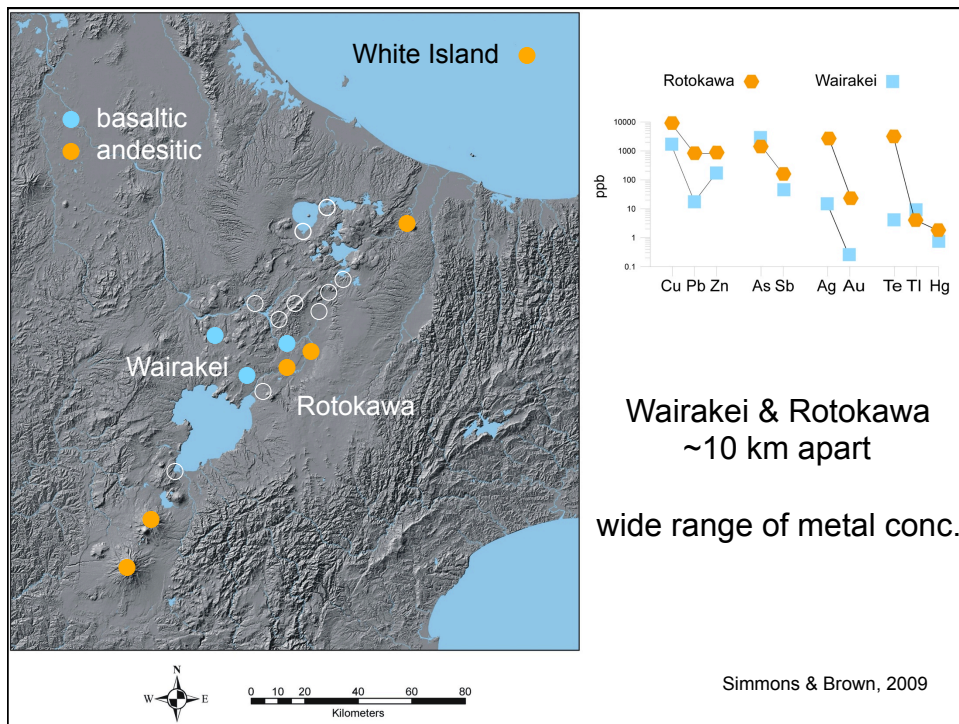 White Island
basaltic
andesitic
Wairakei
Rotokawa
N
W E
S
0 10 20 40 60 80
Kilometers
Rotokawa Wairakei
10000
1000
100
10
1
0.1
ppb
Cu Pb Zn As Sb Ag Au Te Tl Hg
Wairakei & Rotokawa
~10 km apart
wide range of metal conc.
Simmons & Brown, 2009